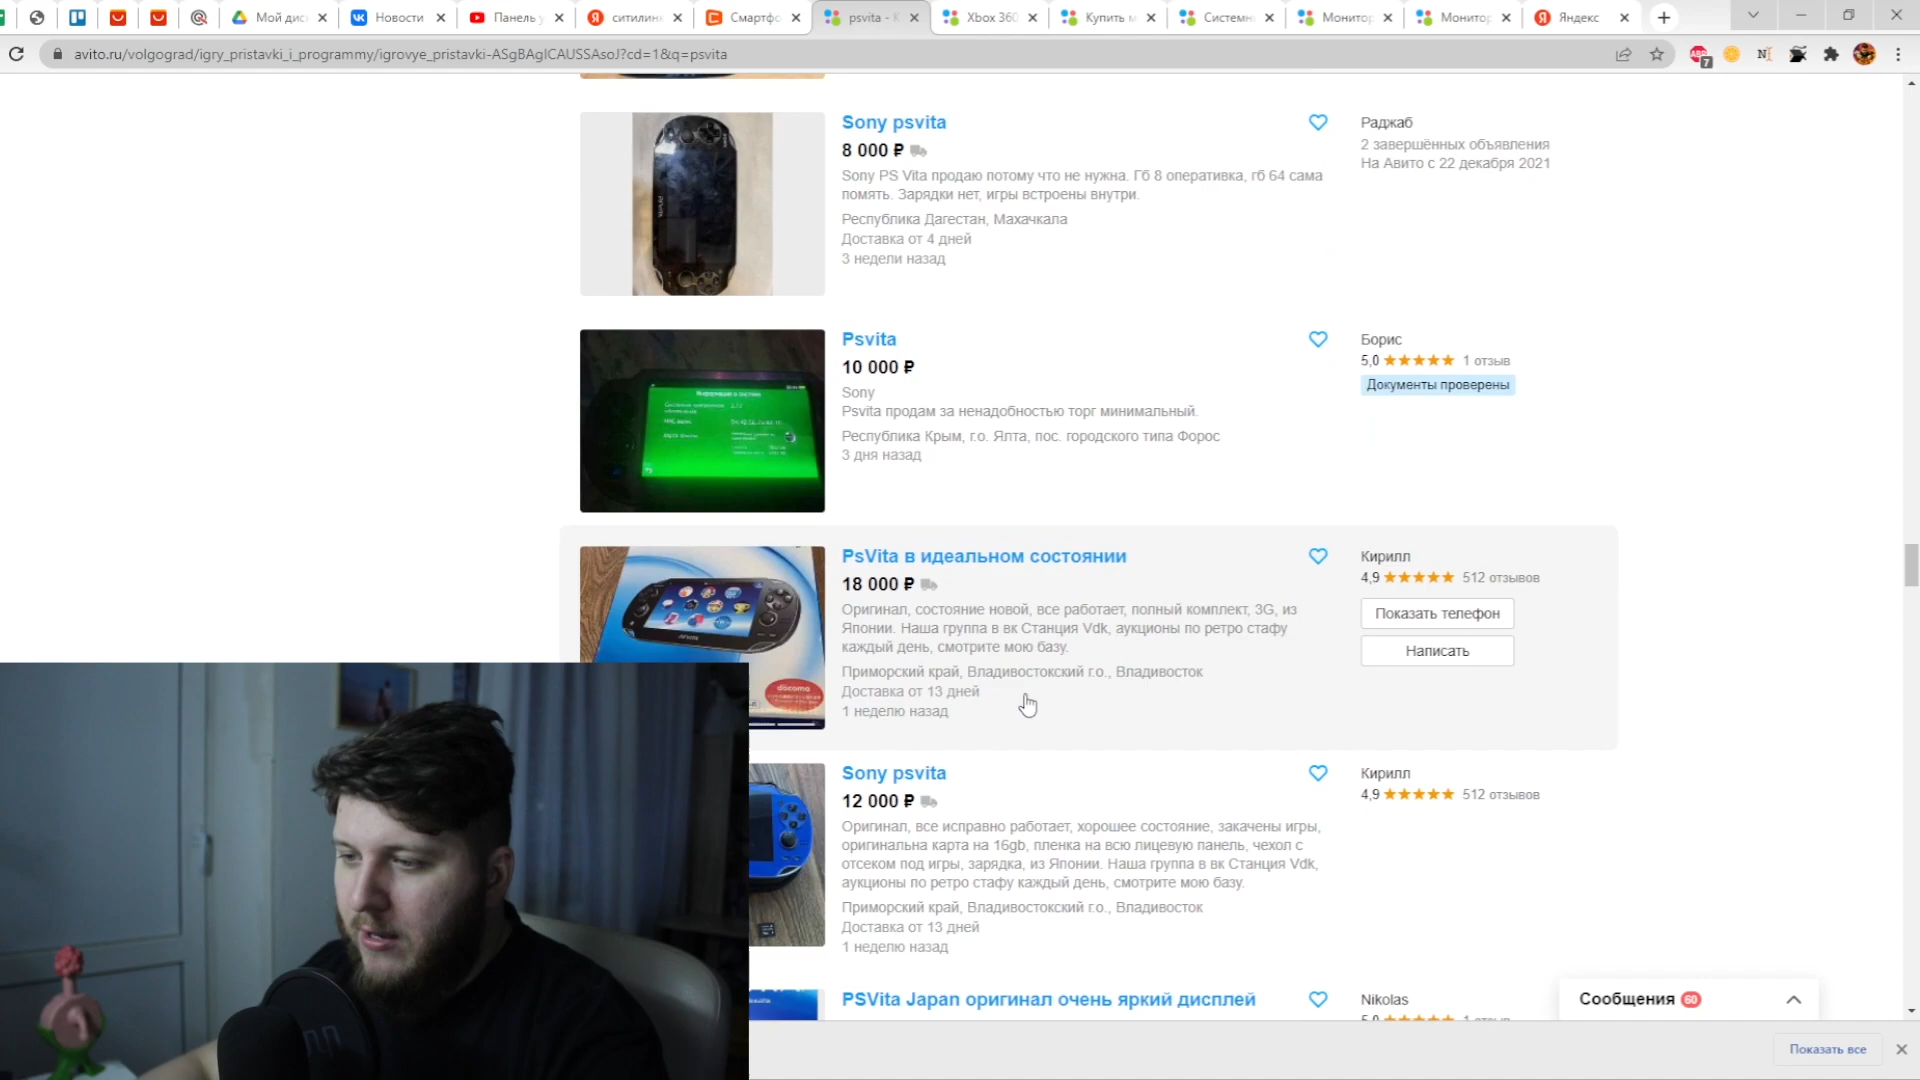 Мой дис
Новости
Панель у
ситилинк
Смартфо
psvita - К
Xbox 360
Купить м
Системн
Монитор
Монитор
Яндекс
avito.ru/volgograd/igry_pristavki_i_programmy/igrovye_pristavki-ASgBAgICAUSSAsoJ?cd=1&q=psvita
7
Sony psvita
8 000 ₽
Sony PS Vita продаю потому что не нужна. Гб 8 оперативка, гб 64 сама
помять. Зарядки нет, игры встроены внутри.
Республика Дагестан, Махачкала
Доставка от 4 дней
3 недели назад
Раджаб
2 завершённых объявления
На Авито с 22 декабря 2021
Psvita
10 000 ₽
Sony
Psvita продам за ненадобностью торг минимальный.
Республика Крым, г.о. Ялта, пос. городского типа Форос
3 дня назад
Борис
5,0 1 отзыв
Документы проверены
PsVita в идеальном состоянии
18 000 ₽
Оригинал, состояние новой, все работает, полный комплект, 3G, из
Японии. Наша группа в вк Станция Vdk, аукционы по ретро стафу
каждый день, смотрите мою базу.
Приморский край, Владивостокский г.о., Владивосток
Доставка от 13 дней
1 неделю назад
Кирилл
4,9 512 отзывов
Показать телефон
Написать
docomo
Sony psvita
12 000 ₽
Оригинал, все исправно работает, хорошее состояние, закачены игры,
оригинальна карта на 16gb, пленка на всю лицевую панель, чехол с
отсеком под игры, зарядка, из Японии. Наша группа в вк Станция Vdk,
аукционы по ретро стафу каждый день, смотрите мою базу.
Приморский край, Владивостокский г.о., Владивосток
Доставка от 13 дней
1 неделю назад
Кирилл
4,9 512 отзывов
PSVita Japan оригинал очень яркий дисплей
Nikolas
5,0 1 отзыв
Сообщения 60
Показать все